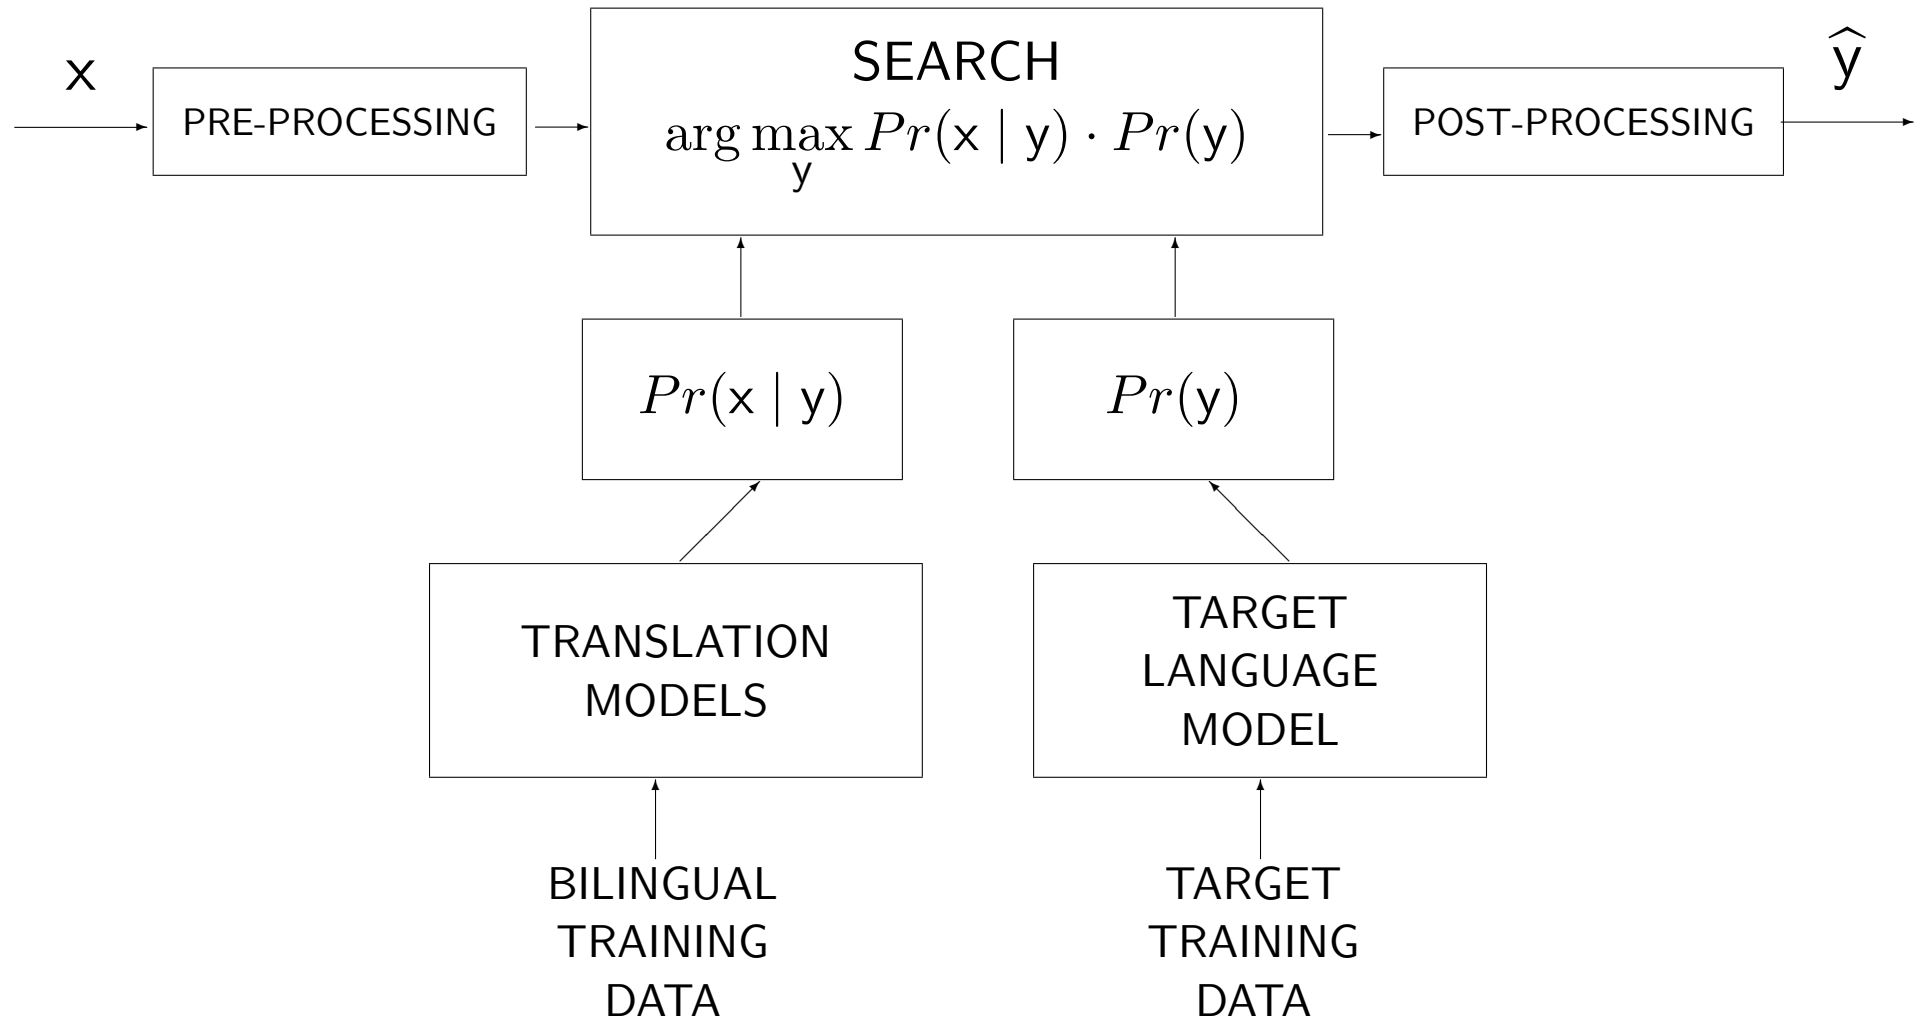 x
PRE-PROCESSING
SEARCH
arg max Pr(x | y) · Pr(y)
y
POST-PROCESSING
ŷ
Pr(x | y)
Pr(y)
TRANSLATION
MODELS
TARGET
LANGUAGE
MODEL
BILINGUAL
TRAINING
DATA
TARGET
TRAINING
DATA